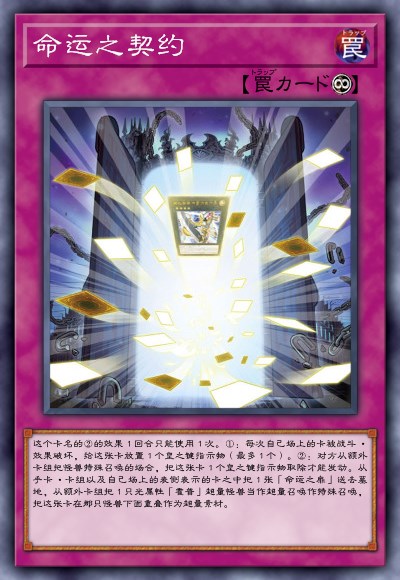 命运之契约
トラップ
罠
トラップ
【罠カード
】
这个卡名的②的效果1回合只能使用1次。①：每次自己场上的卡被战斗·
效果破坏，给这张卡放置1个皇之键指示物（最多1个）。②：对方从额外
卡组把怪兽特殊召唤的场合，把这张卡1个皇之键指示物取除才能发动。从
手卡·卡组以及自己场上的表侧表示的卡之中把1张「命运之扉」送去墓
地，从额外卡组把1只光属性「霍普」超量怪兽当作超量召唤作特殊召唤，
把这张卡在那只怪兽下面重叠作为超量素材。